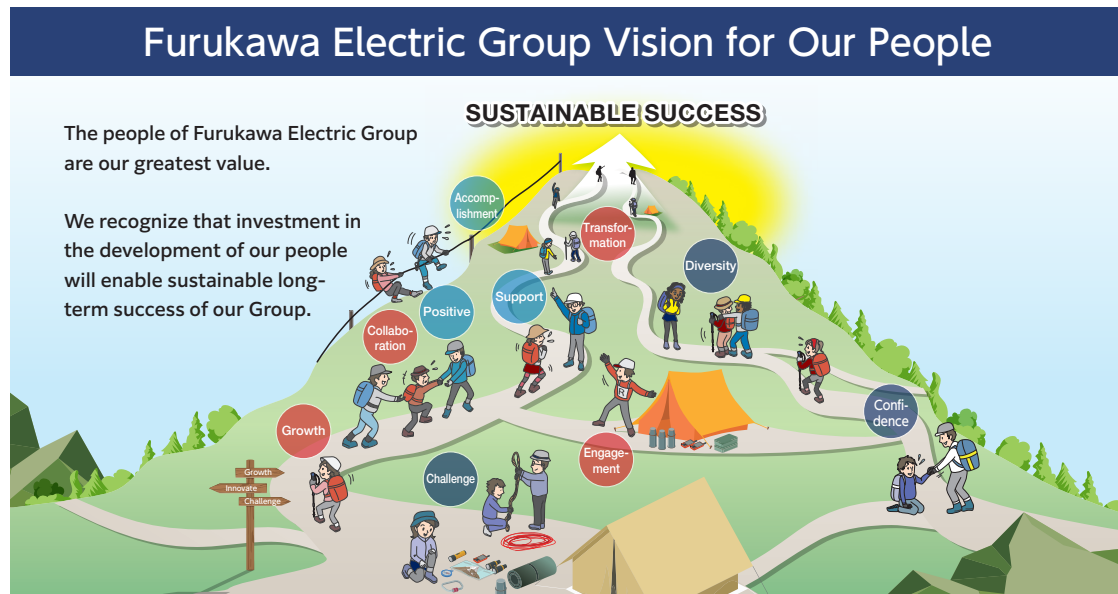 Furukawa Electric Group Vision for Our People
SUSTAINABLE SUCCESS
The people of Furukawa Electric Group
are our greatest value.
We recognize that investment in
the development of our people
will enable sustainable long-
term success of our Group.
Accomp-
lishment
Transfor-
mation
Diversity
Support
Positive
Collabo-
ration
Confi-
dence
Growth
Engage-
ment
Challenge
Growth
Innovate
Challenge
R